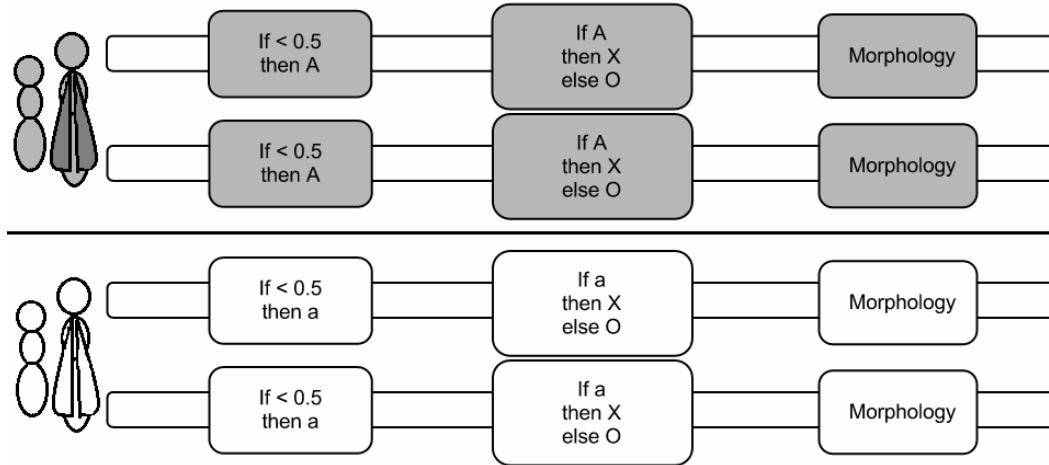 If < 0.5
then A
If A
then X
else O
Morphology
If < 0.5
then A
If A
then X
else O
Morphology
If < 0.5
then a
If a
then X
else O
Morphology
If < 0.5
then a
If a
then X
else O
Morphology